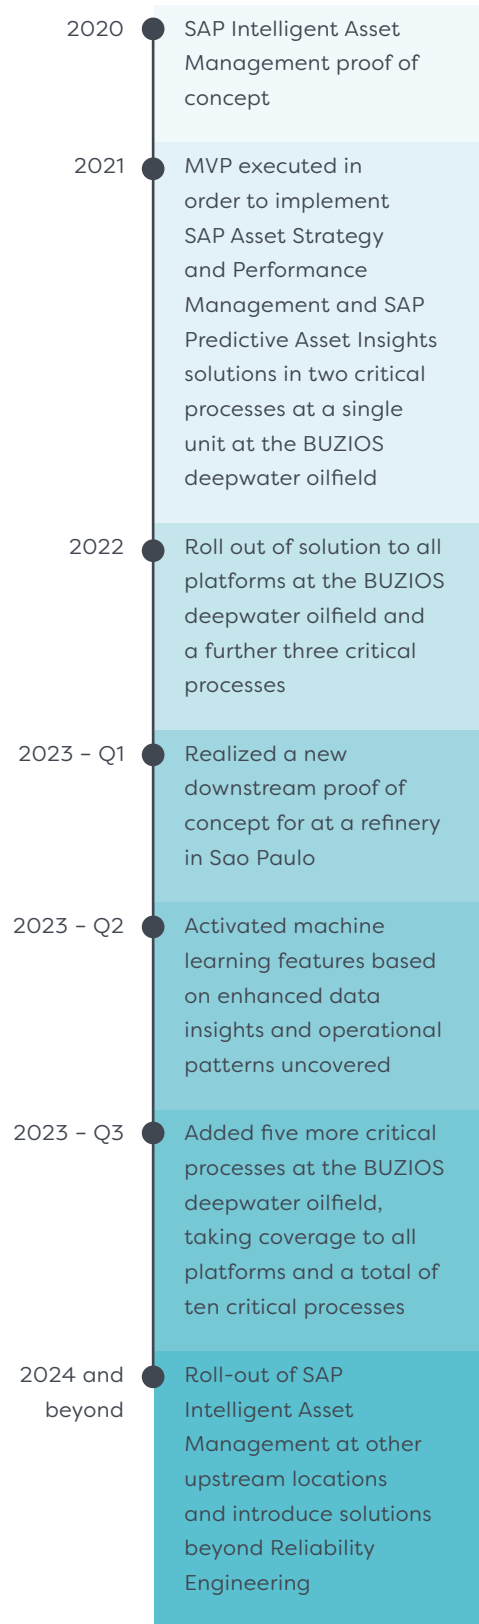 2020
SAP Intelligent Asset
Management proof of
concept
2021
MVP executed in
order to implement
SAP Asset Strategy
and Performance
Management and SAP
Predictive Asset Insights
solutions in two critical
processes at a single
unit at the BUZIOS
deepwater oilfield
2022
Roll out of solution to all
platforms at the BUZIOS
deepwater oilfield and
a further three critical
processes
2023 – Q1
Realized a new
downstream proof of
concept for at a refinery
in Sao Paulo
2023 – Q2
Activated machine
learning features based
on enhanced data
insights and operational
patterns uncovered
2023 – Q3
Added five more critical
processes at the BUZIOS
deepwater oilfield,
taking coverage to all
platforms and a total of
ten critical processes
2024 and
beyond
Roll-out of SAP
Intelligent Asset
Management at other
upstream locations
and introduce solutions
beyond Reliability
Engineering